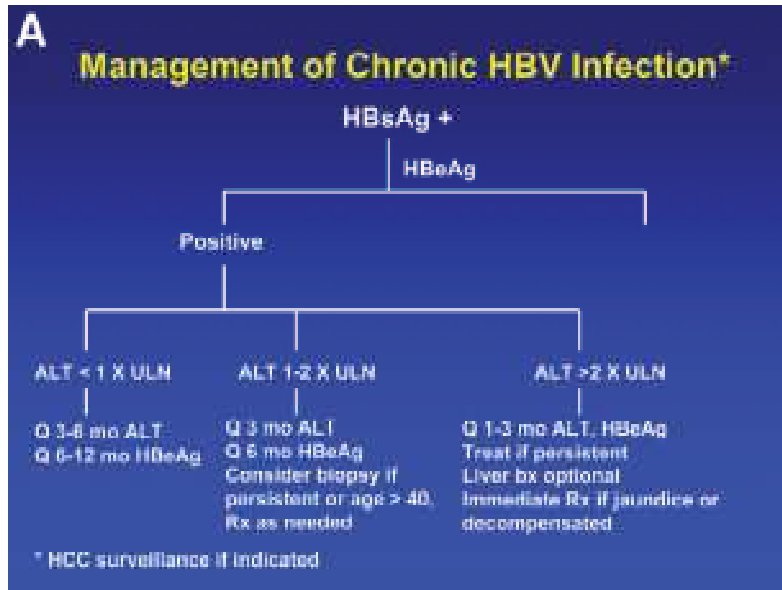 A
Management of Chronic HBV Infection*
HBsAg +
HBeAg
Positive
ALT < 1 X ULN
Q 3-6 mo ALT
Q 6-12 mo HBeAg
ALT 1-2 X ULN
Q 3 mo ALT
Q 6 mo HBeAg
Consider biopsy if
persistent or age > 40,
Rx as needed
ALT >2 X ULN
Q 1-3 mo ALT, HBeAg
Treat if persistent
Liver bx optional
Immediate Rx if jaundice or
decompensated
* HCC surveillance if indicated